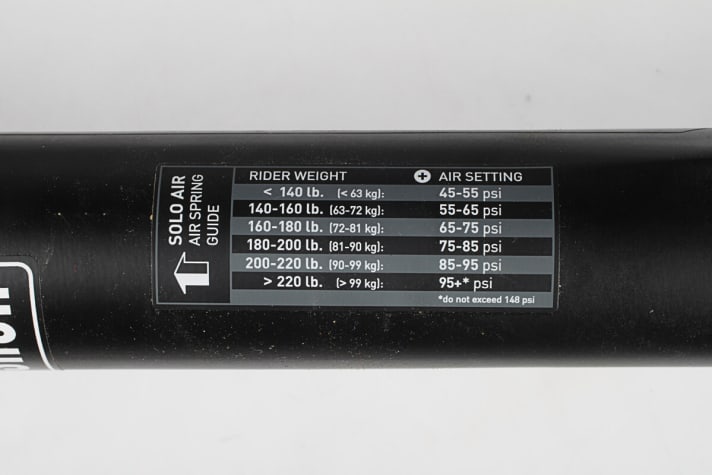 SOLO AIR
AIR SPRING
GUIDE
RIDER WEIGHT + AIR SETTING
< 140 lb. (< 63 kg): 45-55 psi
140-160 lb. (63-72 kg): 55-65 psi
160-180 lb. (72-81 kg): 65-75 psi
180-200 lb. (81-90 kg): 75-85 psi
200-220 lb. (90-99 kg): 85-95 psi
> 220 lb. (> 99 kg): 95+* psi
*do not exceed 148 psi